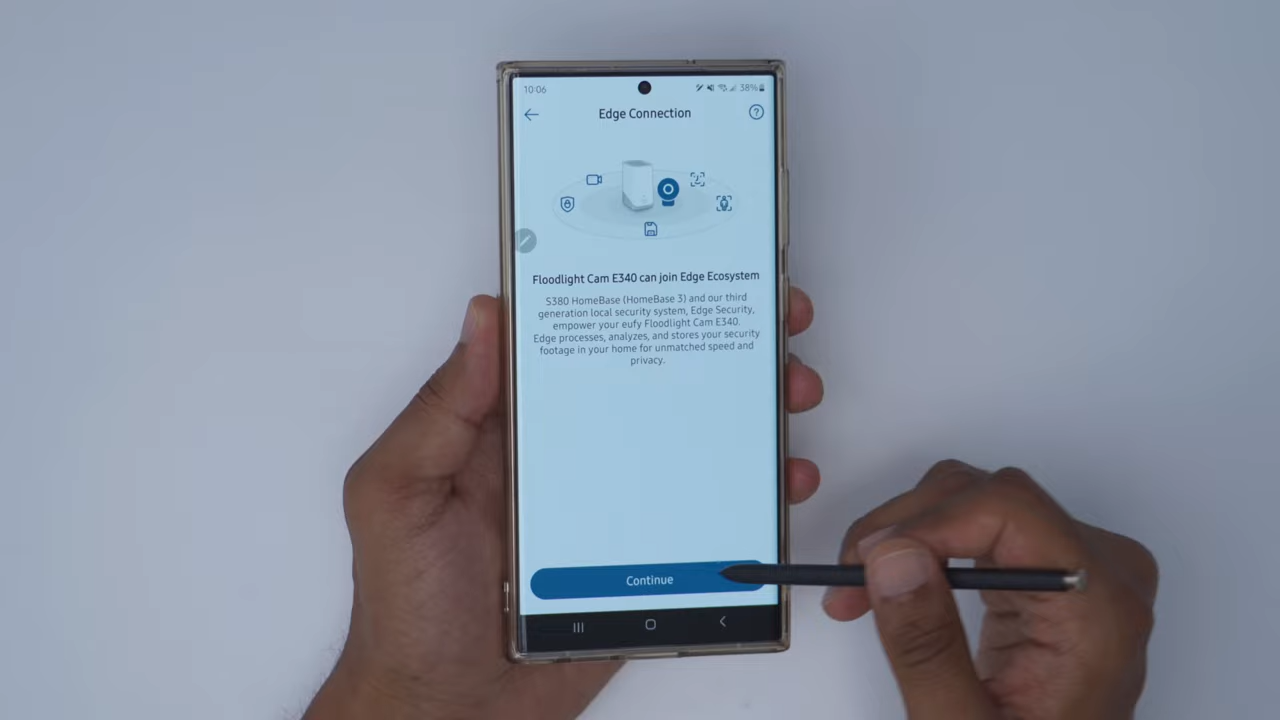 10:06
38%
Edge Connection
Floodlight Cam E340 can join Edge Ecosystem
S380 HomeBase (HomeBase 3) and our third
generation local security system, Edge Security,
empower your eufy Floodlight Cam E340.
Edge processes, analyzes, and stores your security
footage in your home for unmatched speed and
privacy.
Continue